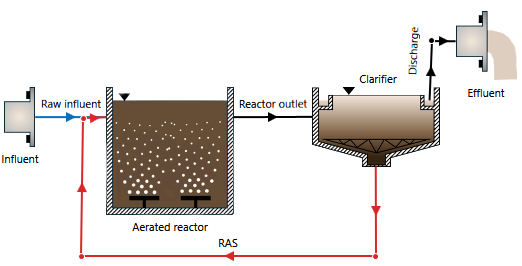 Discharge
Clarifier
Effluent
Raw influent
Reactor outlet
Influent
Aerated reactor
RAS